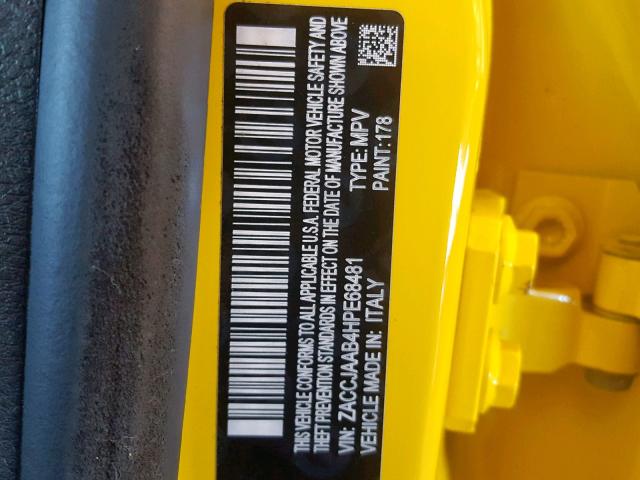 THIS VEHICLE CONFORMS TO ALL APPLICABLE U.S.A. FEDERAL MOTOR VEHICLE SAFETY AND
THEFT PREVENTION STANDARDS IN EFFECT ON THE DATE OF MANUFACTURE SHOWN ABOVE
VIN: ZACCJAAB4HPE68481 TYPE: MPV
VEHICLE MADE IN: ITALY PAINT: 178